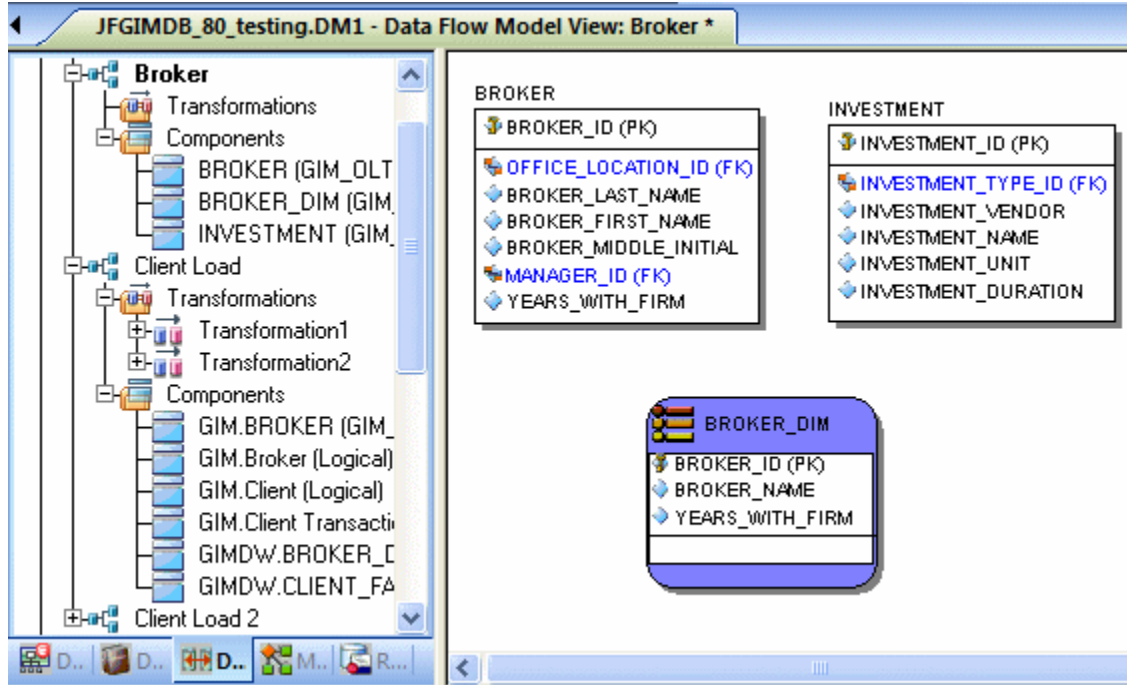 JFGIMDB_80_testing.DM1 - Data Flow Model View: Broker *
Broker
Transformations
Components
BROKER (GIM_OLT
BROKER_DIM (GIM_
INVESTMENT (GIM_
Client Load
Transformations
Transformation1
Transformation2
Components
GIM.BROKER (GIM_
GIM.Broker (Logical)
GIM.Client (Logical)
GIM.Client Transacti
GIMDW.BROKER_D
GIMDW.CLIENT_FA
Client Load 2
D.. D.. D.. M.. R...
BROKER
BROKER_ID (PK)
OFFICE_LOCATION_ID (FK)
BROKER_LAST_NAME
BROKER_FIRST_NAME
BROKER_MIDDLE_INITIAL
MANAGER_ID (FK)
YEARS_WITH_FIRM
INVESTMENT
INVESTMENT_ID (PK)
INVESTMENT_TYPE_ID (FK)
INVESTMENT_VENDOR
INVESTMENT_NAME
INVESTMENT_UNIT
INVESTMENT_DURATION
BROKER_DIM
BROKER_ID (PK)
BROKER_NAME
YEARS_WITH_FIRM